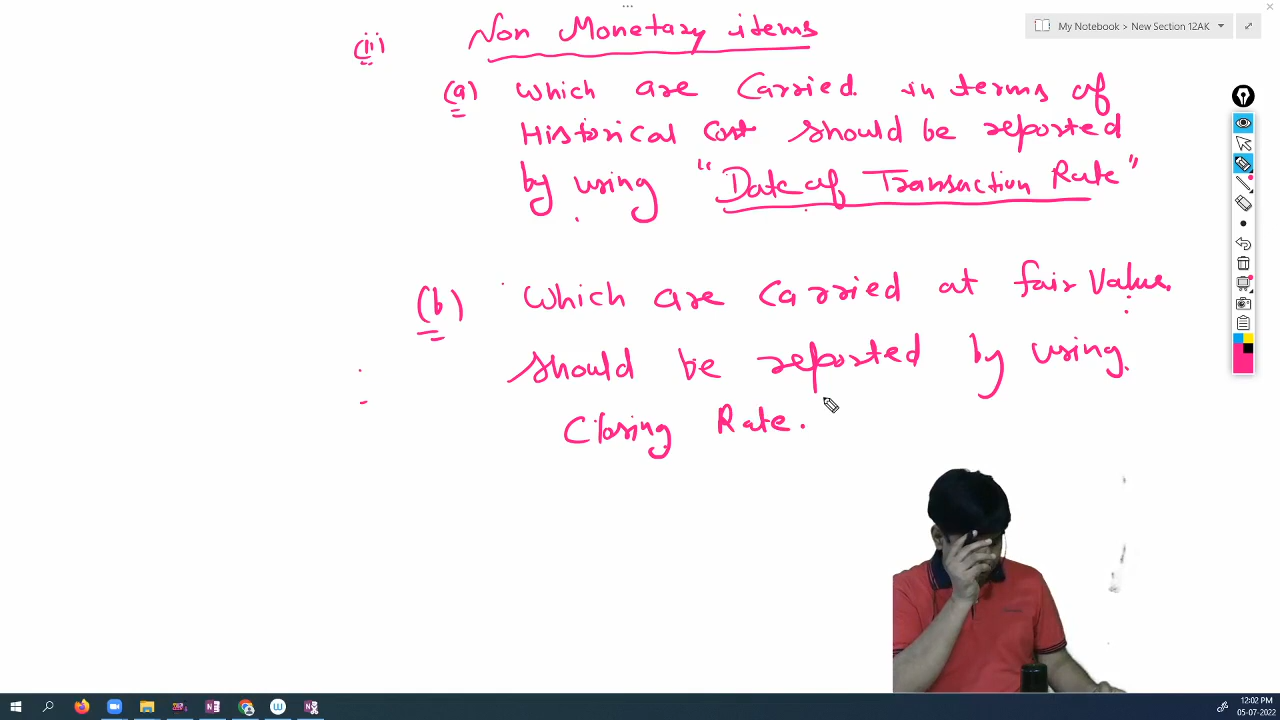 My Notebook > New Section 12AK
(ii) Non Monetary items
(a) Which are Carried in terms of
Historical Cost should be reported
by using "Date of Transaction Rate"
(b) Which are carried at fair Value
should be reported by using
Closing Rate.
12:02 PM
05-07-2022